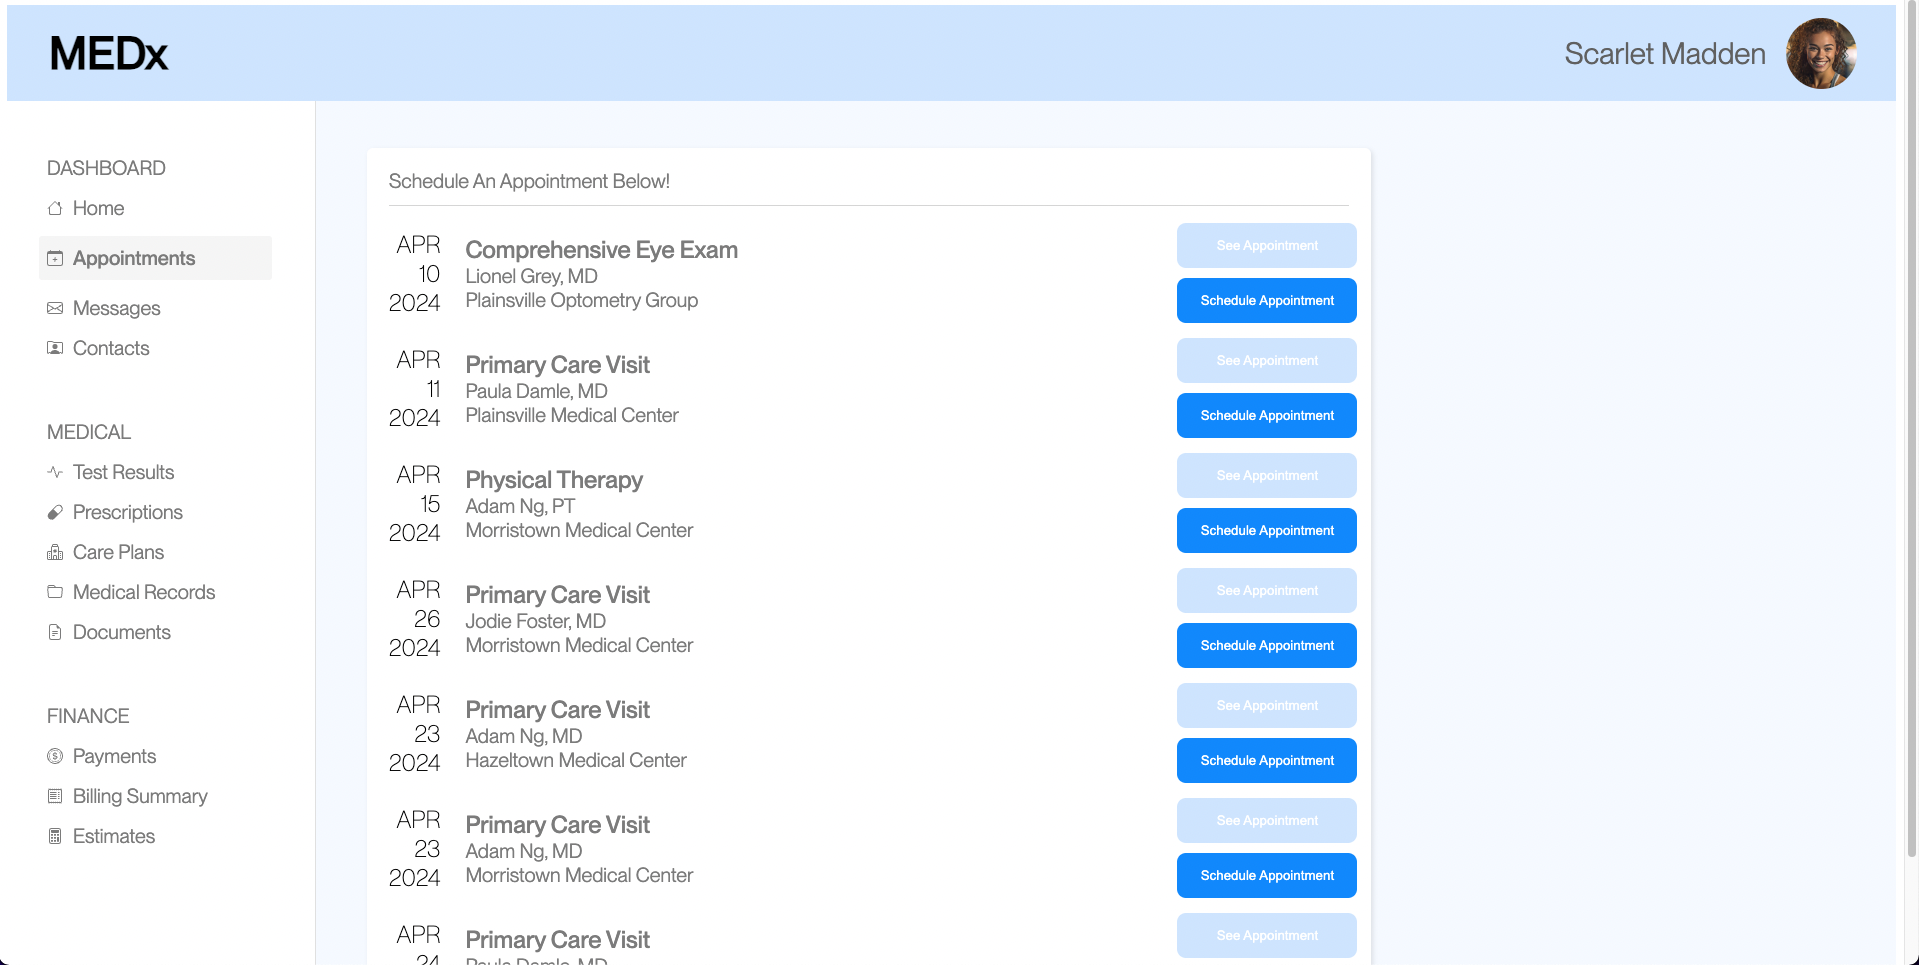 MEDx
Scarlet Madden
DASHBOARD
Home
Appointments
Messages
Contacts
MEDICAL
Test Results
Prescriptions
Care Plans
Medical Records
Documents
FINANCE
Payments
Billing Summary
Estimates
Schedule An Appointment Below!
APR
10
2024
Comprehensive Eye Exam
Lionel Grey, MD
Plainsville Optometry Group
See Appointment
Schedule Appointment
APR
11
2024
Primary Care Visit
Paula Damle, MD
Plainsville Medical Center
See Appointment
Schedule Appointment
APR
15
2024
Physical Therapy
Adam Ng, PT
Morristown Medical Center
See Appointment
Schedule Appointment
APR
26
2024
Primary Care Visit
Jodie Foster, MD
Morristown Medical Center
See Appointment
Schedule Appointment
APR
23
2024
Primary Care Visit
Adam Ng, MD
Hazeltown Medical Center
See Appointment
Schedule Appointment
APR
23
2024
Primary Care Visit
Adam Ng, MD
Morristown Medical Center
See Appointment
Schedule Appointment
APR
24
Primary Care Visit
Paula Damle, MD
See Appointment